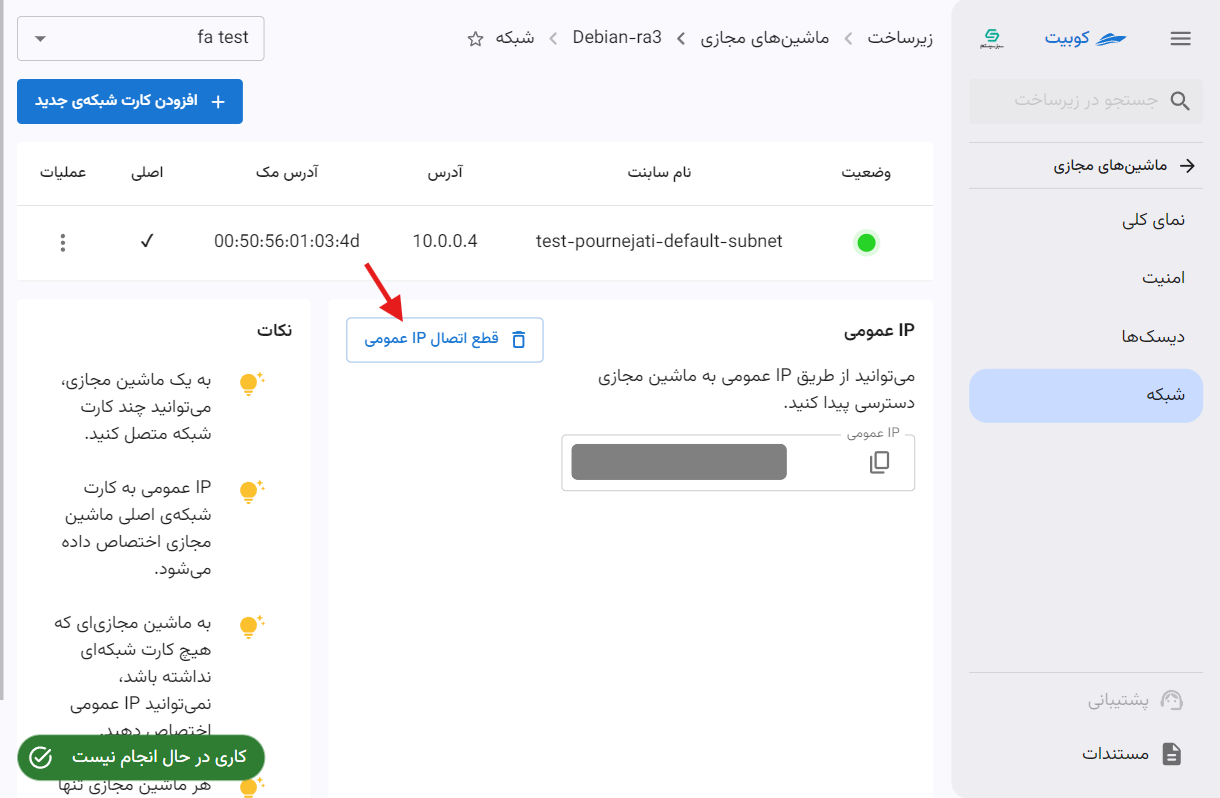 کوبیت
جستجو در زیرساخت
ماشین‌های مجازی
نمای کلی
امنیت
دیسک‌ها
شبکه
پشتیبانی
مستندات
زیرساخت
ماشین‌های مجازی
Debian-ra3
شبکه
fa test
افزودن کارت شبکه‌ی جدید
وضعیت نام سابنت آدرس آدرس مک اصلی عملیات
test-pournejati-default-subnet 10.0.0.4 00:50:56:01:03:4d
IP عمومی
قطع اتصال IP عمومی
می‌توانید از طریق IP عمومی به ماشین مجازی
دسترسی پیدا کنید.
IP عمومی
نکات
به یک ماشین مجازی،
می‌توانید چند کارت
شبکه متصل کنید.
IP عمومی به کارت
شبکه‌ی اصلی ماشین
مجازی اختصاص داده
می‌شود.
به ماشین مجازی‌ای که
هیچ کارت شبکه‌ای
نداشته باشد،
نمی‌توانید IP عمومی
اختصاص دهید.
کاری در حال انجام نیست
هر ماشین مجازی تنها